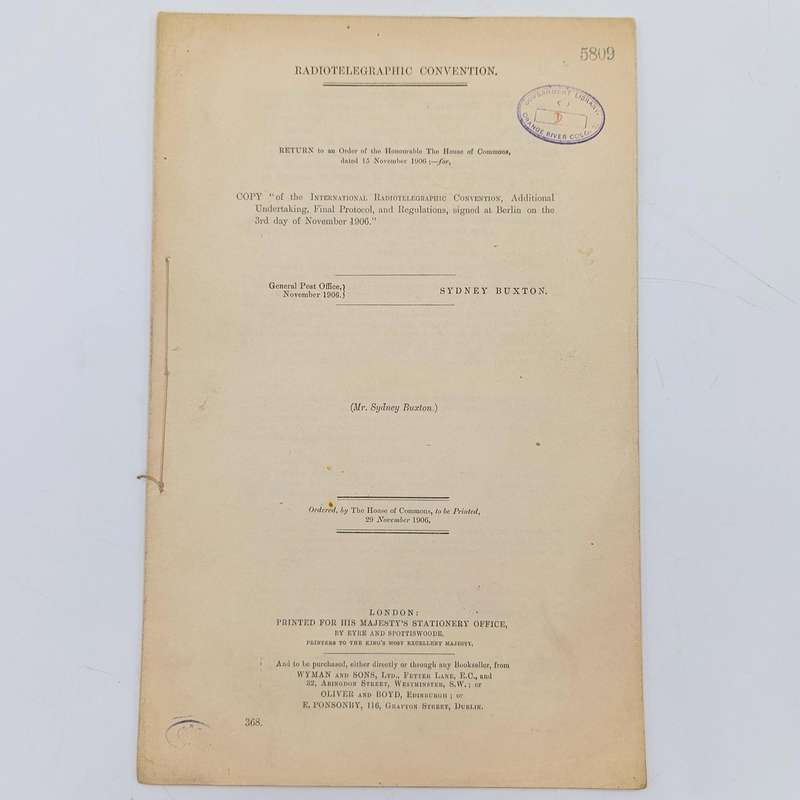 5809
RADIOTELEGRAPHIC CONVENTION.
GOVERNMENT LIBRARY,
ORANGE RIVER
RETURN to an Order of the Honourable The House of Commons,
dated 15 November 1906;—for,
COPY "of the INTERNATIONAL RADIOTELEGRAPHIC CONVENTION, Additional
Undertaking, Final Protocol, and Regulations, signed at Berlin on the
3rd day of November 1906."
General Post Office,}
November 1906.}
SYDNEY BUXTON.
(Mr. Sydney Buxton.)
Ordered, by The House of Commons, to be Printed,
29 November 1906.
LONDON:
PRINTED FOR HIS MAJESTY'S STATIONERY OFFICE,
BY EYRE AND SPOTTISWOODE,
PRINTERS TO THE KING'S MOST EXCELLENT MAJESTY.
And to be purchased, either directly or through any Bookseller, from
WYMAN AND SONS, LTD., FETTER LANE, E.C., and
32, ABINGDON STREET, WESTMINSTER, S.W.; or
OLIVER AND BOYD, EDINBURGH; or
E. PONSONBY, 116, GRAFTON STREET, DUBLIN.
368.